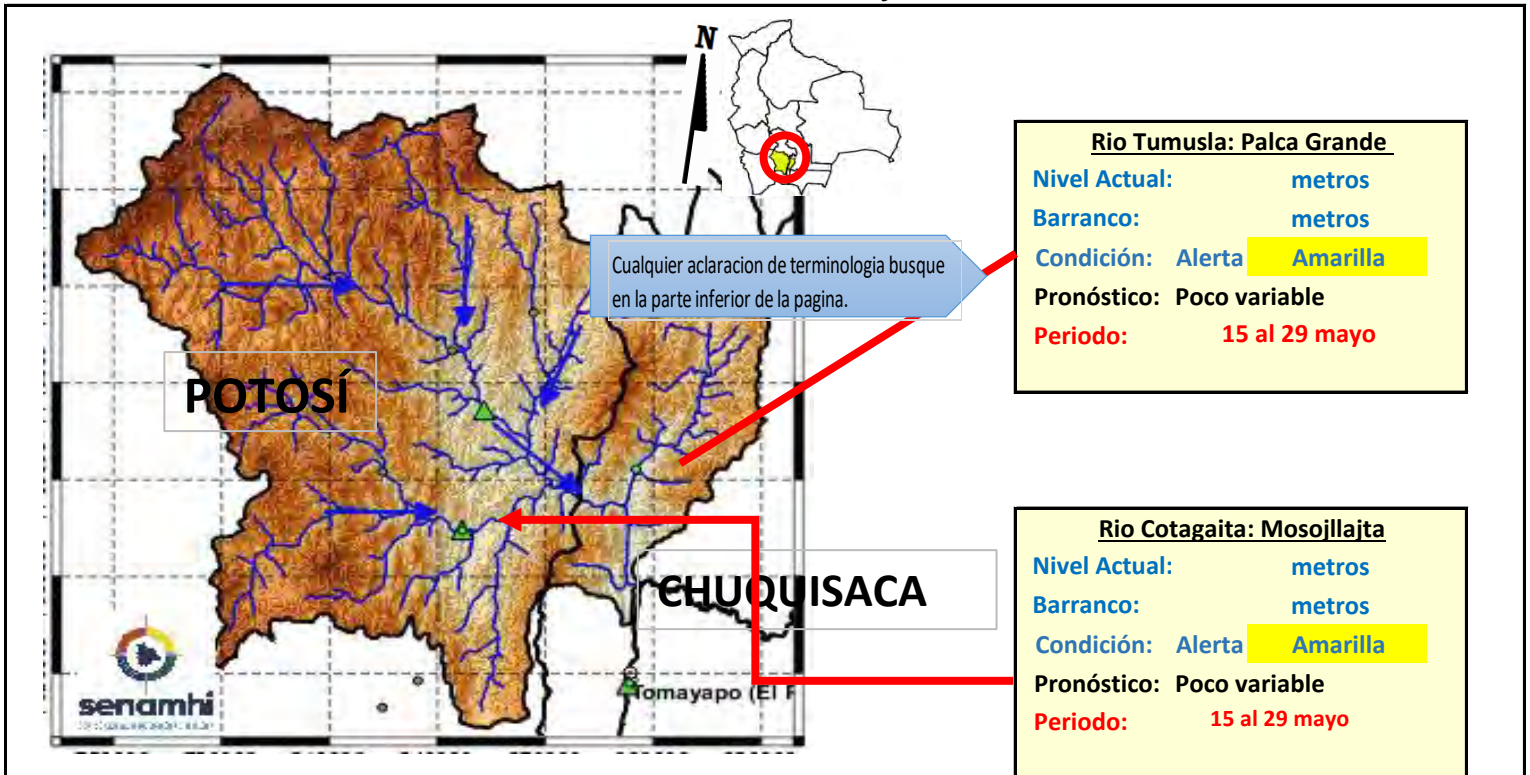 N
Cualquier aclaracion de terminologia busque
en la parte inferior de la pagina.
POTOSÍ
CHUQUISACA
Tomayapo (El
senamhi
Rio Tumusla: Palca Grande
Nivel Actual: metros
Barranco: metros
Condición: Alerta Amarilla
Pronóstico: Poco variable
Periodo: 15 al 29 mayo
Rio Cotagaita: Mosojllajta
Nivel Actual: metros
Barranco: metros
Condición: Alerta Amarilla
Pronóstico: Poco variable
Periodo: 15 al 29 mayo